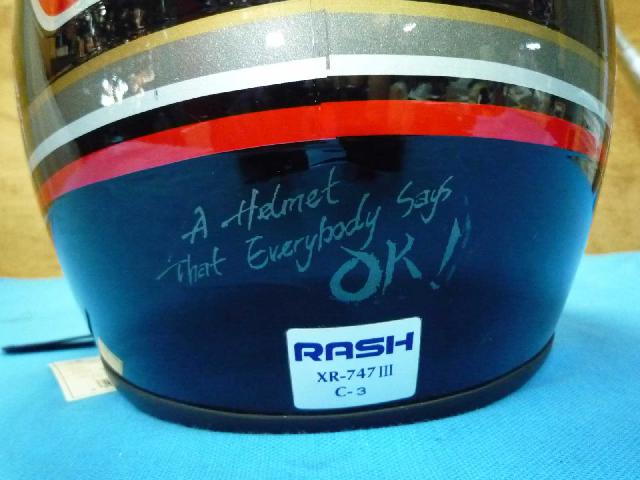 A Helmet
That Everybody Says
OK!
RASH
XR-747 III
C-3